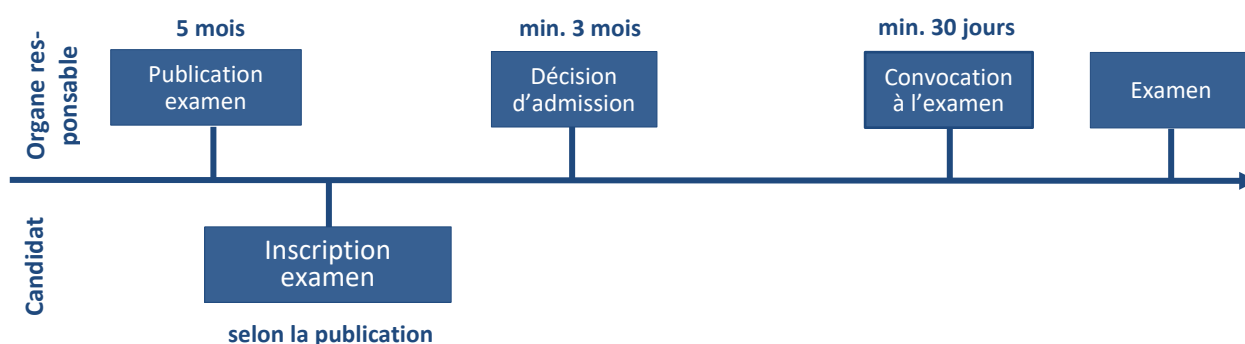 Organe res-
ponsable
5 mois
Publication
examen
min. 3 mois
Décision
d’admission
min. 30 jours
Convocation
à l’examen
Examen
Candidat
Inscription
examen
selon la publication